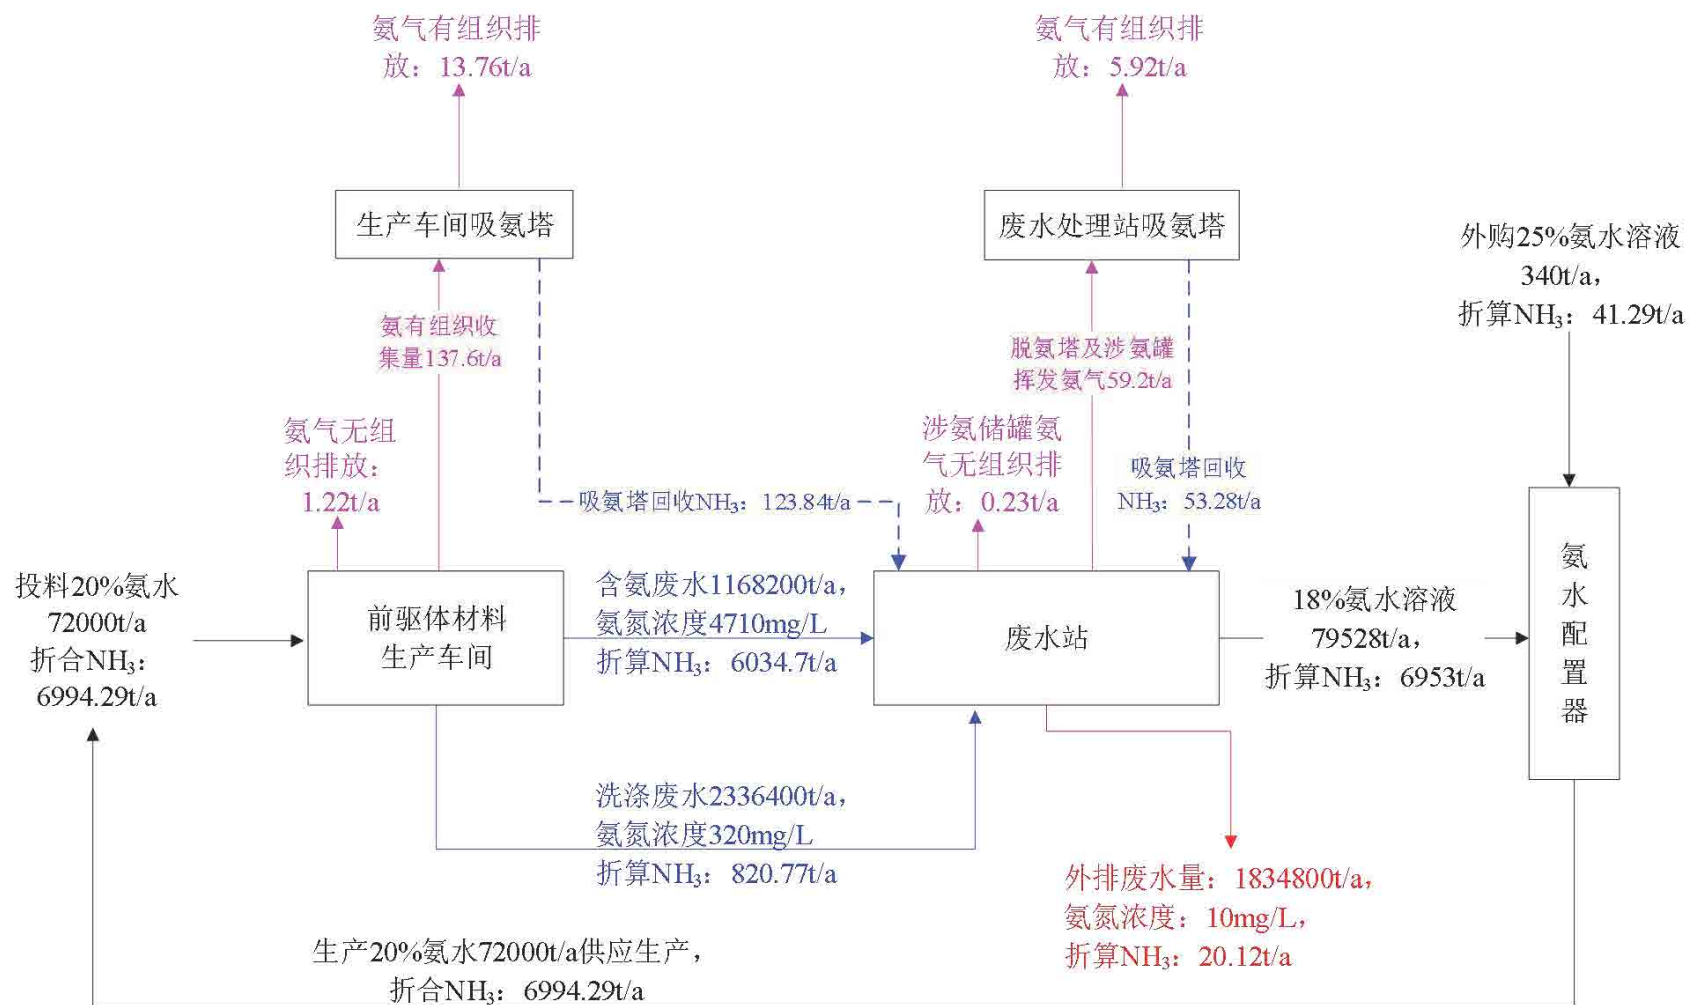 氨气有组织排
放：13.76t/a
氨气有组织排
放：5.92t/a
生产车间吸氨塔
废水处理站吸氨塔
外购25%氨水溶液
340t/a，
折算NH₃：41.29t/a
氨有组织收
集量137.6t/a
脱氨塔及涉氨罐
挥发氨气59.2t/a
氨气无组
织排放：
1.22t/a
涉氨储罐氨
气无组织排
放：0.23t/a
吸氨塔回收NH₃：123.84t/a
吸氨塔回收
NH₃：53.28t/a
投料20%氨水
72000t/a
折合NH₃：
6994.29t/a
前驱体材料
生产车间
含氨废水1168200t/a，
氨氮浓度4710mg/L
折算NH₃：6034.7t/a
废水站
18%氨水溶液
79528t/a，
折算NH₃：6953t/a
氨
水
配
置
器
洗涤废水2336400t/a，
氨氮浓度320mg/L
折算NH₃：820.77t/a
外排废水量：1834800t/a，
氨氮浓度：10mg/L，
折算NH₃：20.12t/a
生产20%氨水72000t/a供应生产，
折合NH₃：6994.29t/a